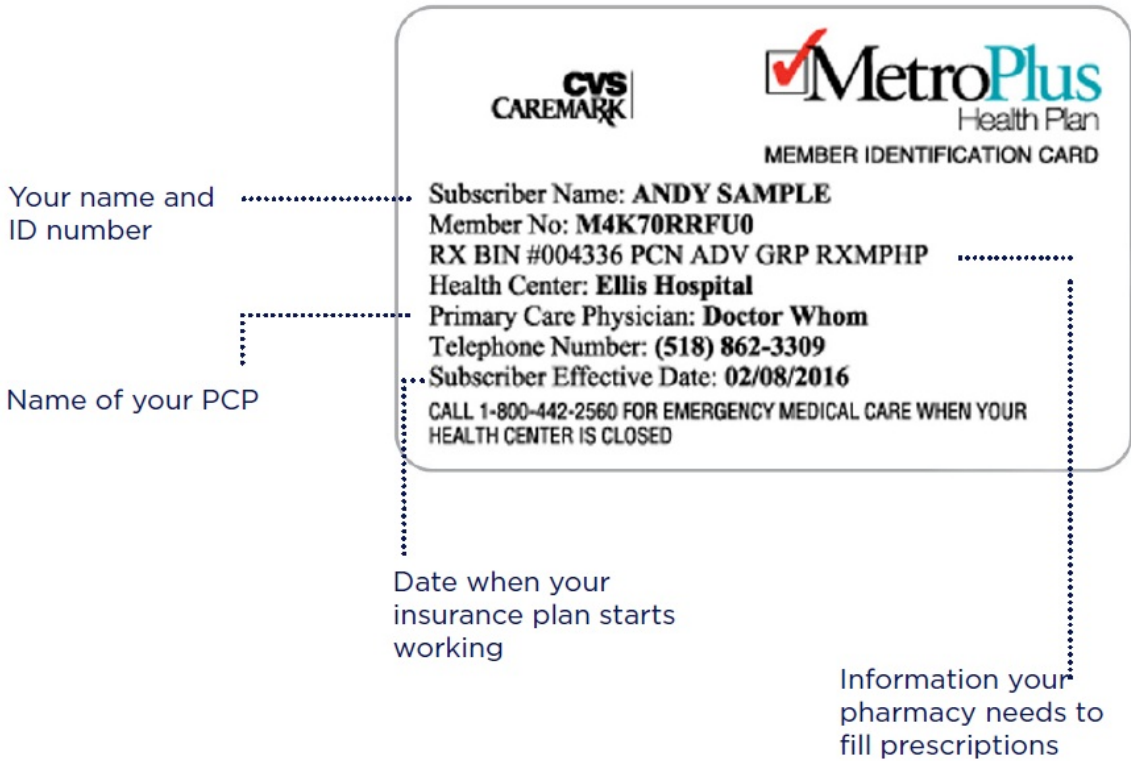 CVS
CAREMARK
MetroPlus
Health Plan
MEMBER IDENTIFICATION CARD
Your name and
ID number
Subscriber Name: ANDY SAMPLE
Member No: M4K70RRFU0
RX BIN #004336 PCN ADV GRP RXMPHP
Health Center: Ellis Hospital
Primary Care Physician: Doctor Whom
Telephone Number: (518) 862-3309
Subscriber Effective Date: 02/08/2016
CALL 1-800-442-2560 FOR EMERGENCY MEDICAL CARE WHEN YOUR
HEALTH CENTER IS CLOSED
Name of your PCP
Date when your
insurance plan starts
working
Information your
pharmacy needs to
fill prescriptions